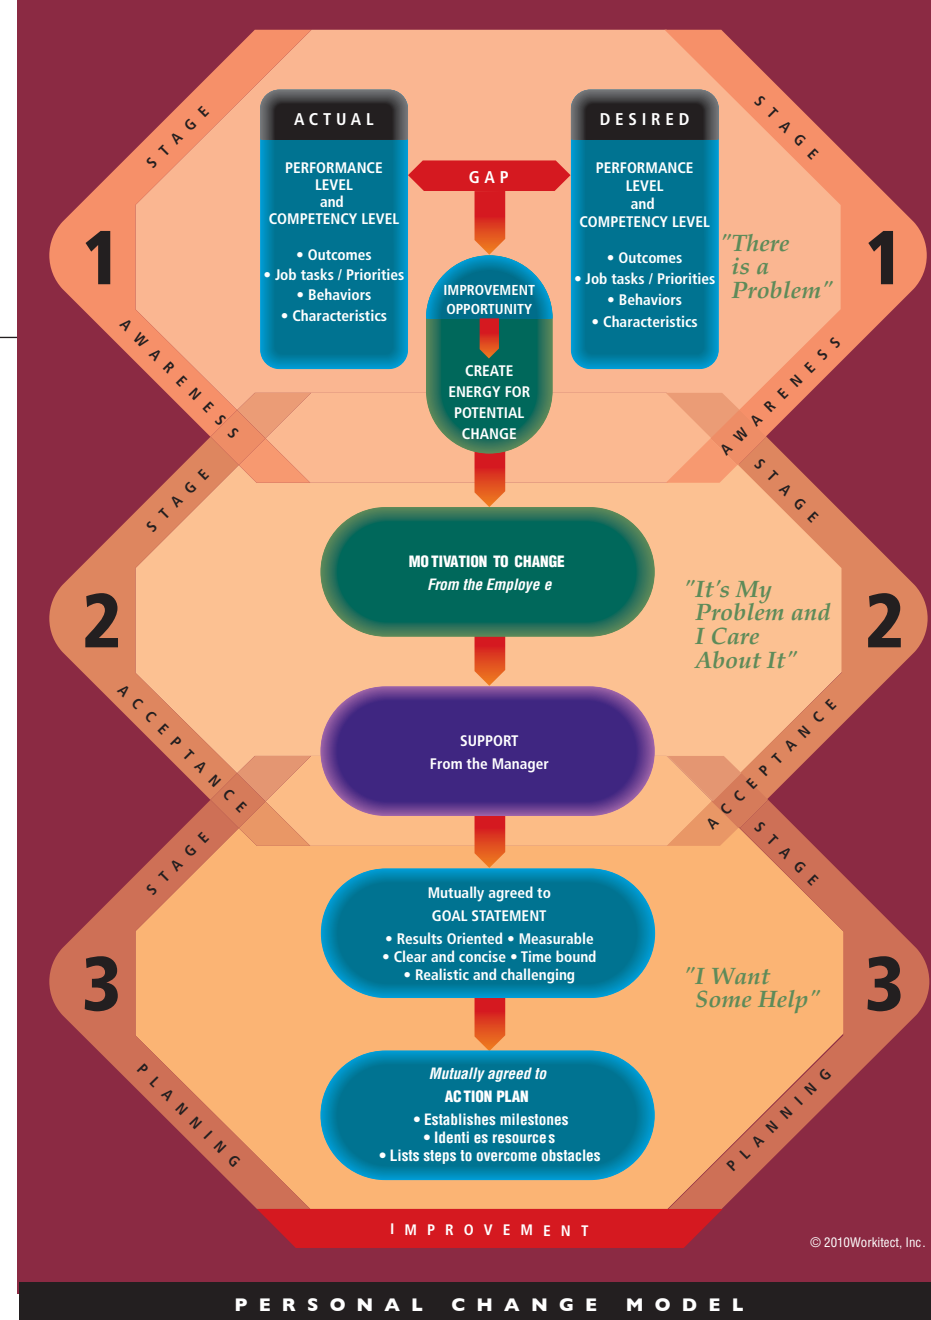 STAGE
STAGE
ACTUAL
DESIRED
PERFORMANCE
LEVEL
and
COMPETENCY LEVEL
• Outcomes
• Job tasks / Priorities
• Behaviors
• Characteristics
GAP
PERFORMANCE
LEVEL
and
COMPETENCY LEVEL
• Outcomes
• Job tasks / Priorities
• Behaviors
• Characteristics
1
1
"There
is a
Problem"
IMPROVEMENT
OPPORTUNITY
CREATE
ENERGY FOR
POTENTIAL
CHANGE
AWARENESS
AWARENESS
STAGE
STAGE
MOTIVATION TO CHANGE
From the Employe e
2
2
"It's My
Problem and
I Care
About It"
SUPPORT
From the Manager
ACCEPTANCE
ACCEPTANCE
STAGE
STAGE
Mutually agreed to
GOAL STATEMENT
• Results Oriented • Measurable
• Clear and concise • Time bound
• Realistic and challenging
3
3
"I Want
Some Help"
Mutually agreed to
ACTION PLAN
• Establishes milestones
• Identi es resources
• Lists steps to overcome obstacles
PLANNING
PLANNING
IMPROVEMENT
© 2010Workitect, Inc.
PERSONAL CHANGE MODEL